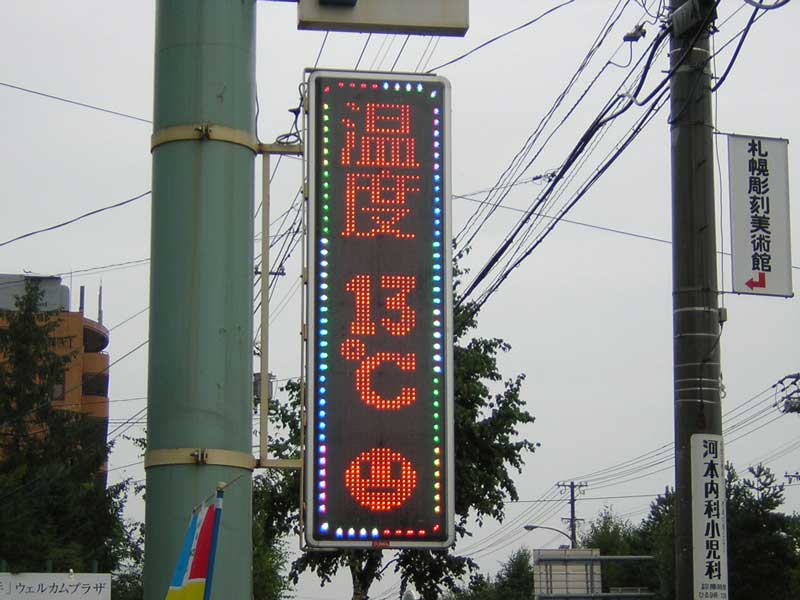 温度
13
℃
札幌彫刻美術館
河本内科小児科
ウェルカムプラザ